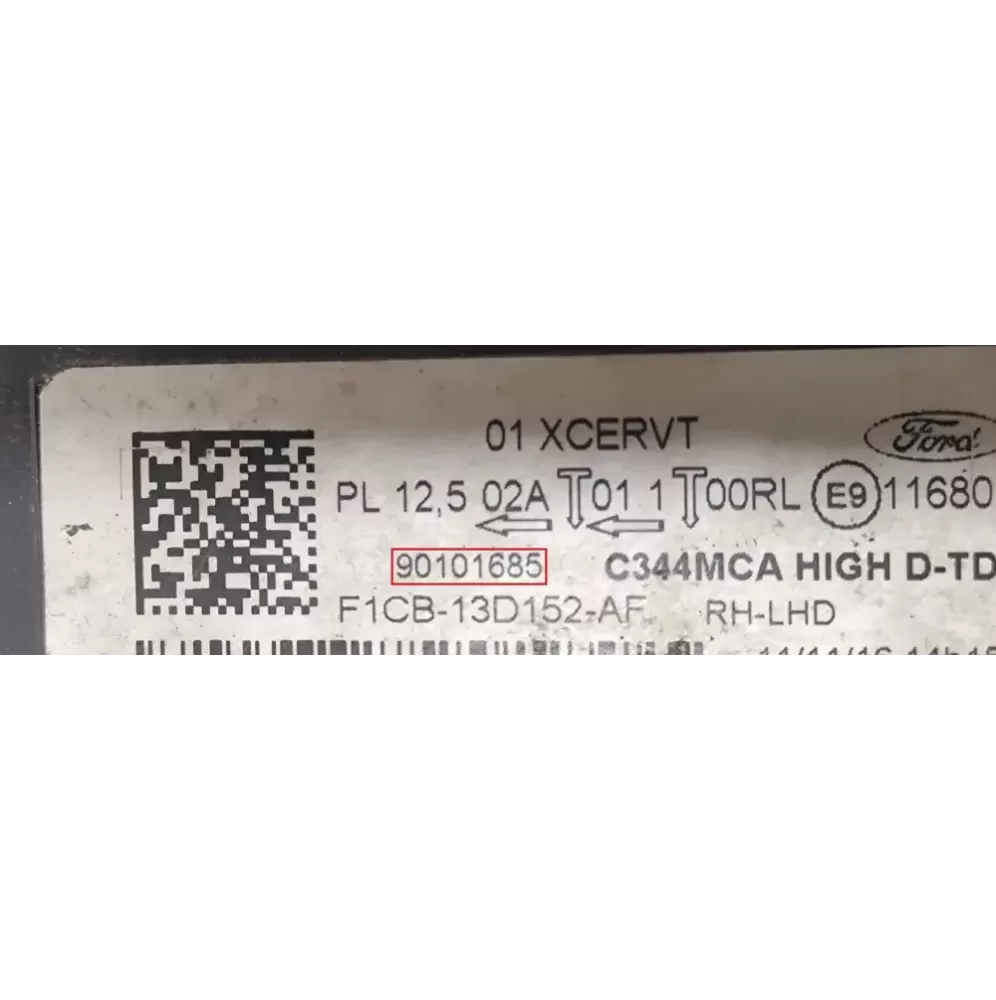 01 XCERVT
Ford
PL 12,5 02A 01 1 00RL E9 11680
90101685 C344MCA HIGH D-TD
F1CB-13D152-AF RH-LHD